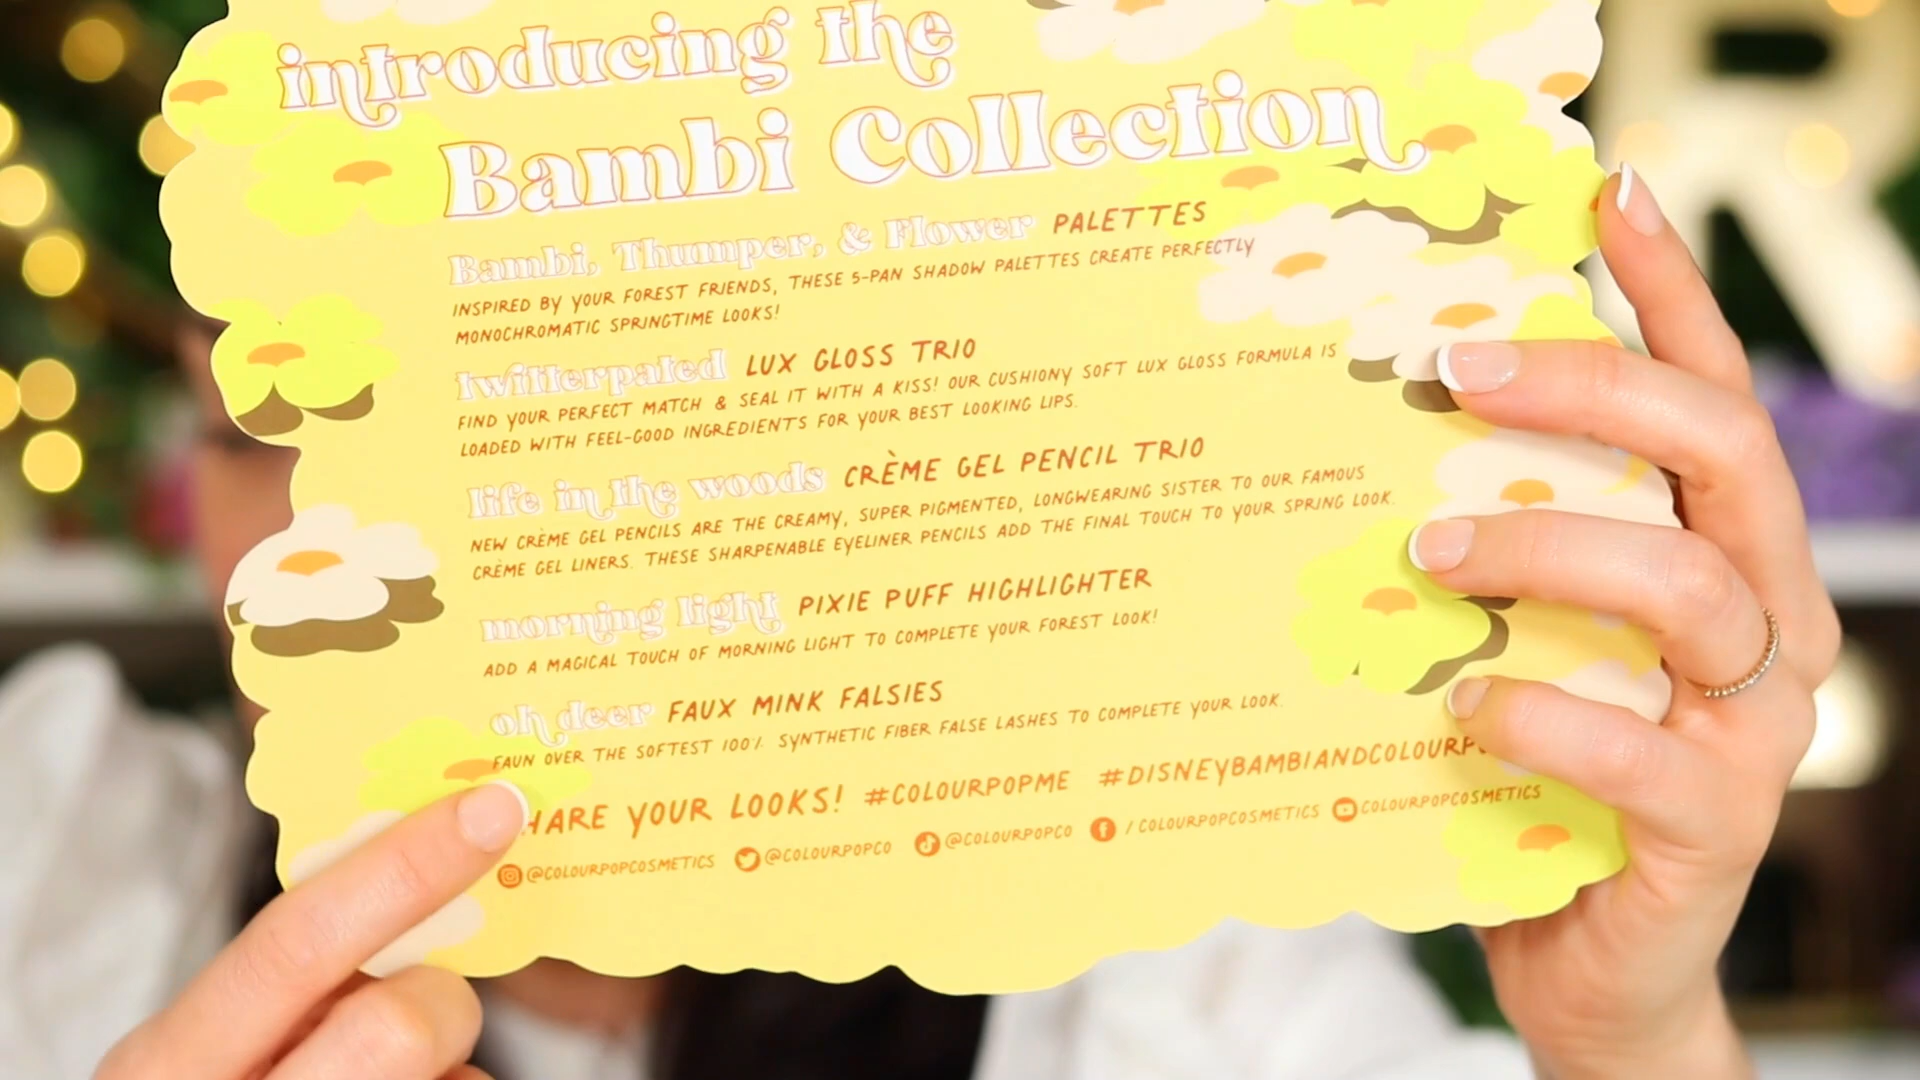 introducing the
Bambi Collection
Bambi, Thumper, & Flower PALETTES
INSPIRED BY YOUR FOREST FRIENDS, THESE 5-PAN SHADOW PALETTES CREATE PERFECTLY
MONOCHROMATIC SPRINGTIME LOOKS!
twitterpated LUX GLOSS TRIO
FIND YOUR PERFECT MATCH & SEAL IT WITH A KISS! OUR CUSHIONY SOFT LUX GLOSS FORMULA IS
LOADED WITH FEEL-GOOD INGREDIENTS FOR YOUR BEST LOOKING LIPS.
life in the woods CRÈME GEL PENCIL TRIO
NEW CRÈME GEL PENCILS ARE THE CREAMY, SUPER PIGMENTED, LONGWEARING SISTER TO OUR FAMOUS
CRÈME GEL LINERS. THESE SHARPENABLE EYELINER PENCILS ADD THE FINAL TOUCH TO YOUR SPRING LOOK.
morning light PIXIE PUFF HIGHLIGHTER
ADD A MAGICAL TOUCH OF MORNING LIGHT TO COMPLETE YOUR FOREST LOOK!
oh deer FAUX MINK FALSIES
FAUN OVER THE SOFTEST 100% SYNTHETIC FIBER FALSE LASHES TO COMPLETE YOUR LOOK.
HARE YOUR LOOKS! #COLOURPOPME #DISNEYBAMBIANDCOLOURP
@COLOURPOPCOSMETICS @COLOURPOPCO @COLOURPOPCO /COLOURPOPCOSMETICS COLOURPOPCOSMETICS
R